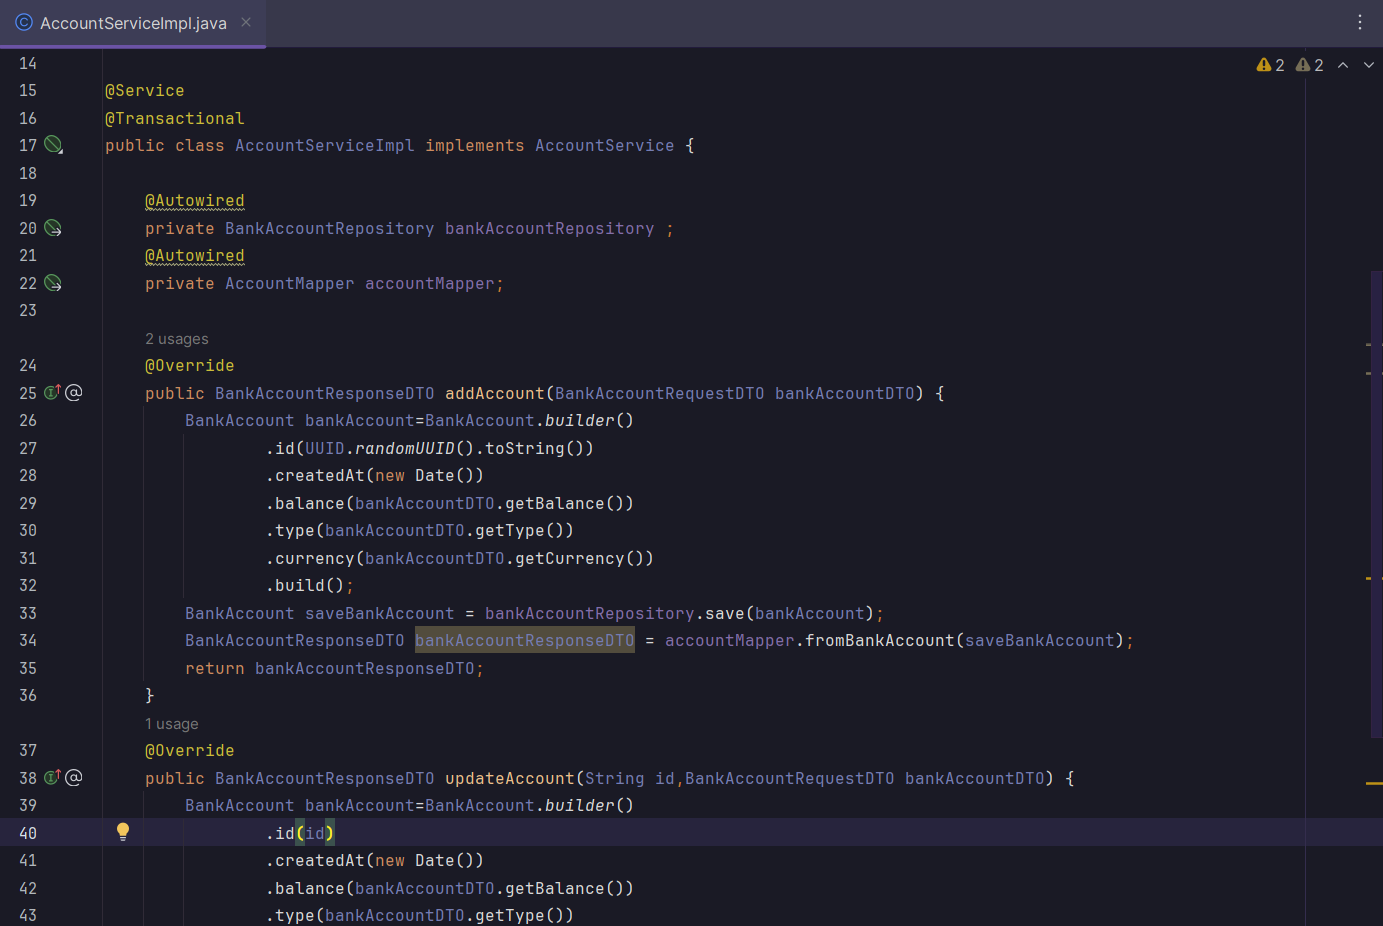 AccountServiceImpl.java
2 2
14
15 @Service
16 @Transactional
17 public class AccountServiceImpl implements AccountService {
18
19 @Autowired
20 private BankAccountRepository bankAccountRepository ;
21 @Autowired
22 private AccountMapper accountMapper;
23
2 usages
24 @Override
25 public BankAccountResponseDTO addAccount(BankAccountRequestDTO bankAccountDTO) {
26 BankAccount bankAccount=BankAccount.builder()
27 .id(UUID.randomUUID().toString())
28 .createdAt(new Date())
29 .balance(bankAccountDTO.getBalance())
30 .type(bankAccountDTO.getType())
31 .currency(bankAccountDTO.getCurrency())
32 .build();
33 BankAccount saveBankAccount = bankAccountRepository.save(bankAccount);
34 BankAccountResponseDTO bankAccountResponseDTO = accountMapper.fromBankAccount(saveBankAccount);
35 return bankAccountResponseDTO;
36 }
1 usage
37 @Override
38 public BankAccountResponseDTO updateAccount(String id,BankAccountRequestDTO bankAccountDTO) {
39 BankAccount bankAccount=BankAccount.builder()
40 .id(id)
41 .createdAt(new Date())
42 .balance(bankAccountDTO.getBalance())
43 .type(bankAccountDTO.getType())